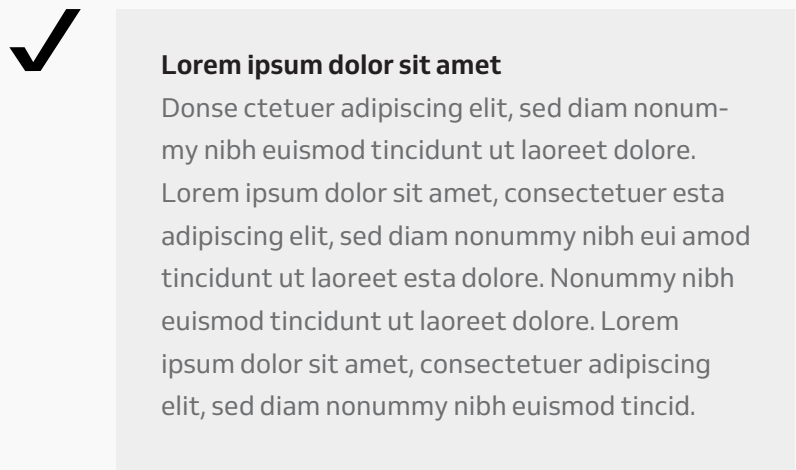 Lorem ipsum dolor sit amet
Donse ctetuer adipiscing elit, sed diam nonum-
my nibh euismod tincidunt ut laoreet dolore.
Lorem ipsum dolor sit amet, consectetuer esta
adipiscing elit, sed diam nonummy nibh eui amod
tincidunt ut laoreet esta dolore. Nonummy nibh
euismod tincidunt ut laoreet dolore. Lorem
ipsum dolor sit amet, consectetuer adipiscing
elit, sed diam nonummy nibh euismod tincid.